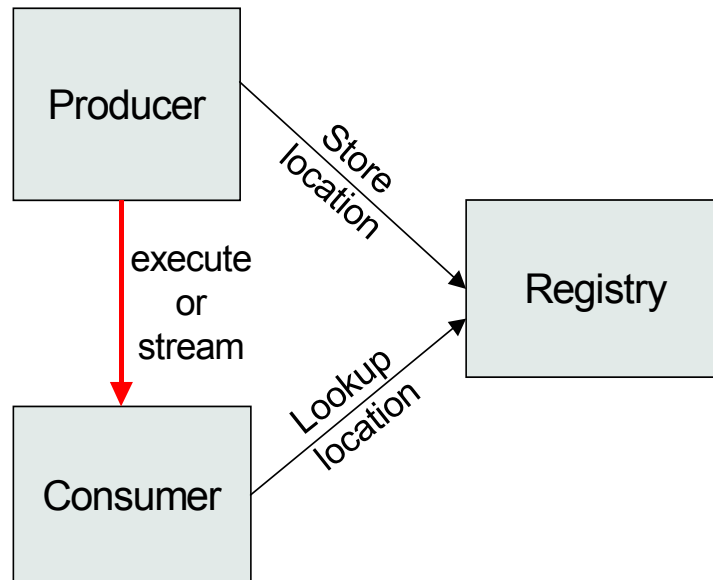 Producer
Store
location
execute
or
stream
Registry
Lookup
location
Consumer